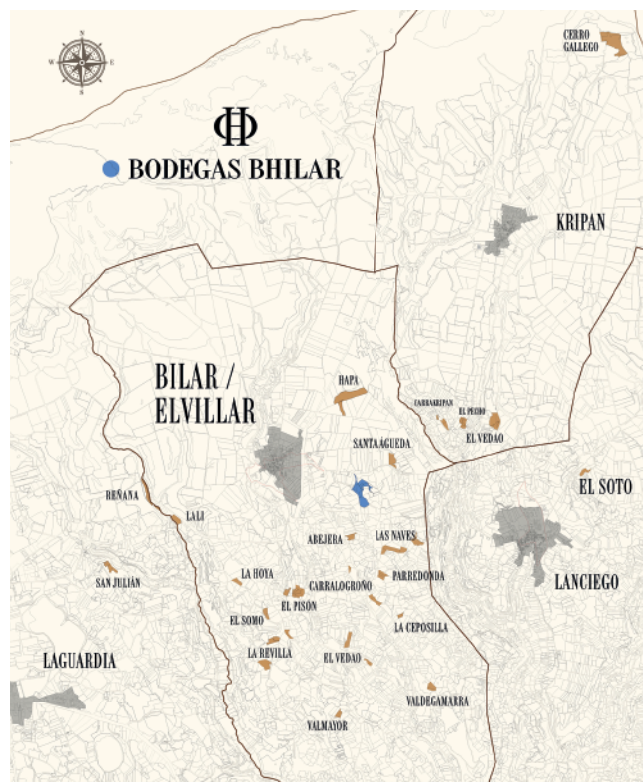 CERRO
GALLEGO
N
W
E
S
BODEGAS BHILAR
KRIPAN
BILAR /
ELVILLAR
HAPA
CARRAKRIPAN
EL PECHO
EL VEDAO
SANTA ÁGUEDA
EL SOTO
REÑANA
LALI
ABEJERA
LAS NAVES
LANCIEGO
SAN JULIÁN
LA HOYA
CARRALOGROÑO
PARREDONDA
EL PISÓN
EL SOMO
LA CEPOSILLA
LA REVILLA
EL VEDAO
LAGUARDIA
VALDEGAMARRA
VALMAYOR